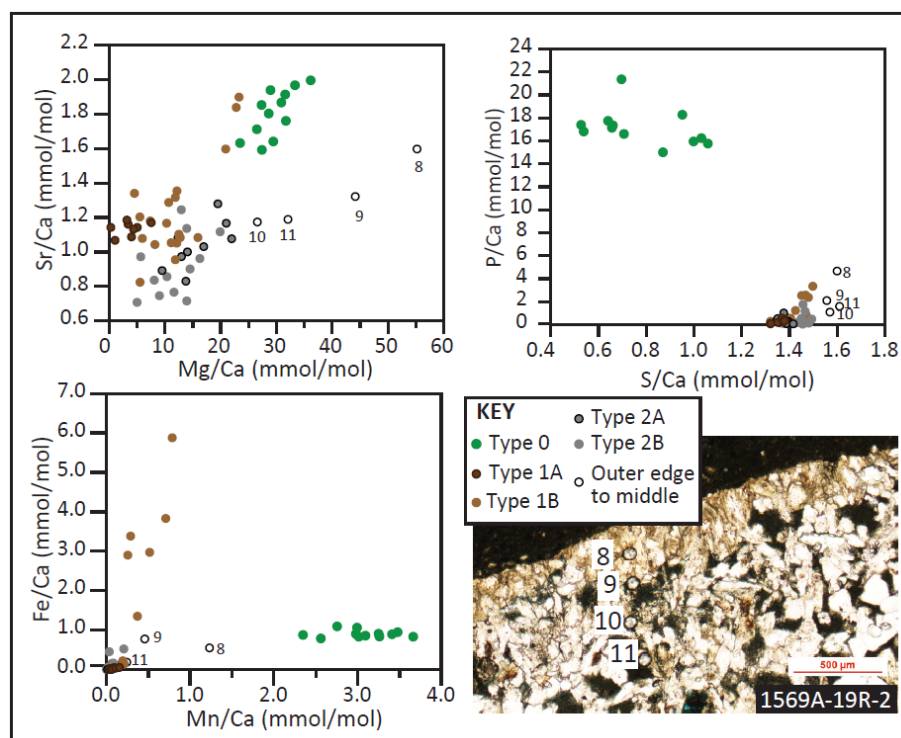 2.2
2.0
1.8
1.6
1.4
1.2
1.0
0.8
0.6
Sr/Ca (mmol/mol)
8
9
10
11
0 10 20 30 40 50 60
Mg/Ca (mmol/mol)
24
22
20
18
16
14
12
10
8
6
4
2
0
P/Ca (mmol/mol)
8
9
11
10
0.4 0.6 0.8 1.0 1.2 1.4 1.6 1.8
S/Ca (mmol/mol)
7.0
6.0
5.0
4.0
3.0
2.0
1.0
0.0
Fe/Ca (mmol/mol)
9
8
11
0.0 1.0 2.0 3.0 4.0
Mn/Ca (mmol/mol)
KEY
Type 0
Type 1A
Type 1B
Type 2A
Type 2B
Outer edge
to middle
8
9
10
11
500 µm
1569A-19R-2